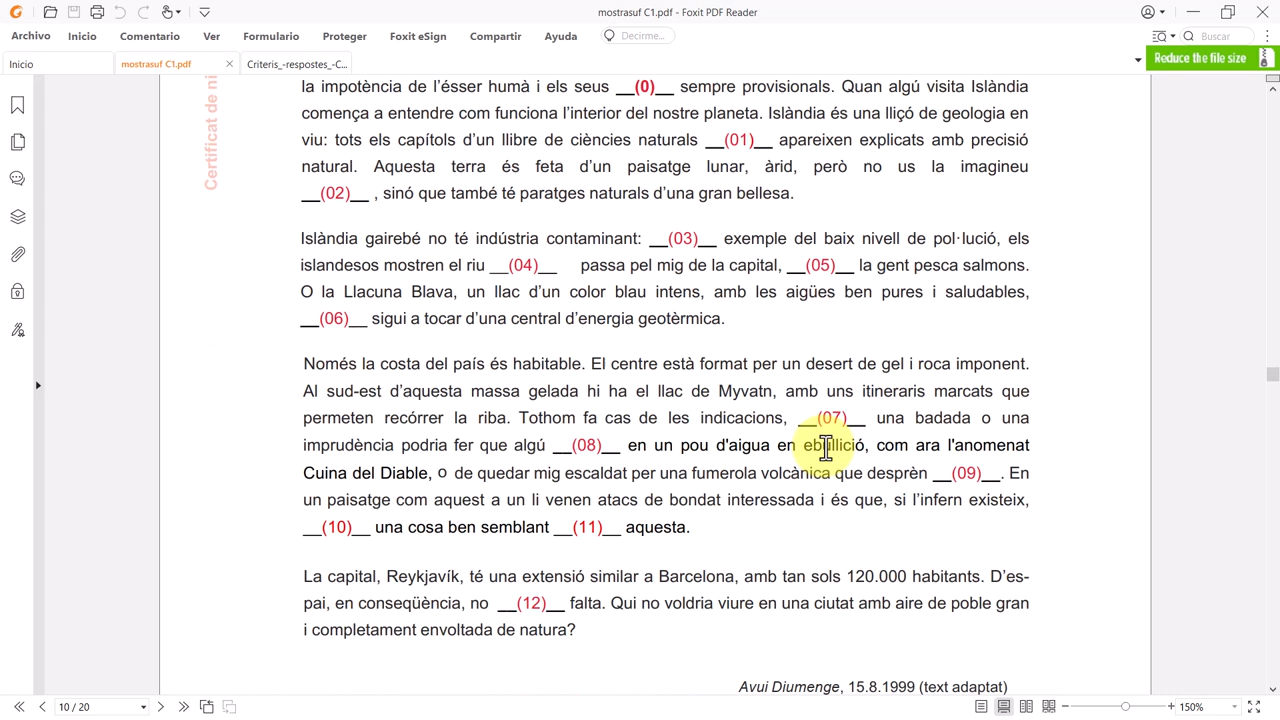 mostrasuf C1.pdf - Foxit PDF Reader
Archivo Inicio Comentario Ver Formulario Proteger Foxit eSign Compartir Ayuda Decirme... Buscar
Inicio mostrasuf C1.pdf Criteris_-respostes_-C... Reduce the file size
Certificat de ni
la impotència de l’ésser humà i els seus __(0)__ sempre provisionals. Quan algú visita Islàndia
comença a entendre com funciona l’interior del nostre planeta. Islàndia és una lliçó de geologia en
viu: tots els capítols d’un llibre de ciències naturals __(01)__ apareixen explicats amb precisió
natural. Aquesta terra és feta d’un paisatge lunar, àrid, però no us la imagineu
__(02)__ , sinó que també té paratges naturals d’una gran bellesa.
Islàndia gairebé no té indústria contaminant: __(03)__ exemple del baix nivell de pol·lució, els
islandesos mostren el riu __(04)__ passa pel mig de la capital, __(05)__ la gent pesca salmons.
O la Llacuna Blava, un llac d’un color blau intens, amb les aigües ben pures i saludables,
__(06)__ sigui a tocar d’una central d’energia geotèrmica.
Només la costa del país és habitable. El centre està format per un desert de gel i roca imponent.
Al sud-est d’aquesta massa gelada hi ha el llac de Myvatn, amb uns itineraris marcats que
permeten recórrer la riba. Tothom fa cas de les indicacions, __(07)__ una badada o una
imprudència podria fer que algú __(08)__ en un pou d'aigua en ebullició, com ara l'anomenat
Cuina del Diable, o de quedar mig escaldat per una fumerola volcànica que desprèn __(09)__. En
un paisatge com aquest a un li venen atacs de bondat interessada i és que, si l’infern existeix,
__(10)__ una cosa ben semblant __(11)__ aquesta.
La capital, Reykjavík, té una extensió similar a Barcelona, amb tan sols 120.000 habitants. D’es-
pai, en conseqüència, no __(12)__ falta. Qui no voldria viure en una ciutat amb aire de poble gran
i completament envoltada de natura?
Avui Diumenge, 15.8.1999 (text adaptat)
10 / 20 150%